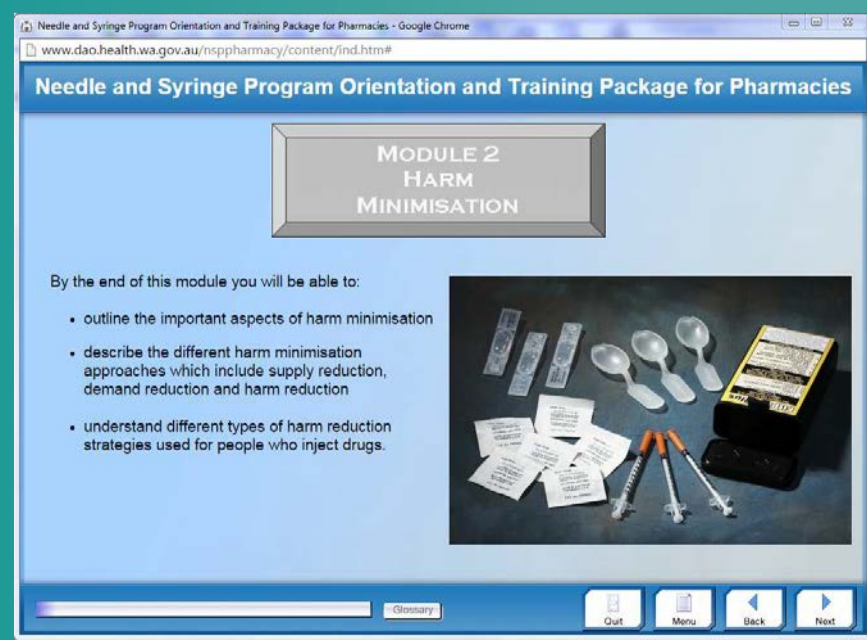 Needle and Syringe Program Orientation and Training Package for Pharmacies - Google Chrome
www.dao.health.wa.gov.au/nsppharmacy/content/ind.htm#
Needle and Syringe Program Orientation and Training Package for Pharmacies
MODULE 2
HARM
MINIMISATION
By the end of this module you will be able to:
• outline the important aspects of harm minimisation
• describe the different harm minimisation
approaches which include supply reduction,
demand reduction and harm reduction
• understand different types of harm reduction
strategies used for people who inject drugs.
Glossary
Quit
Menu
Back
Next